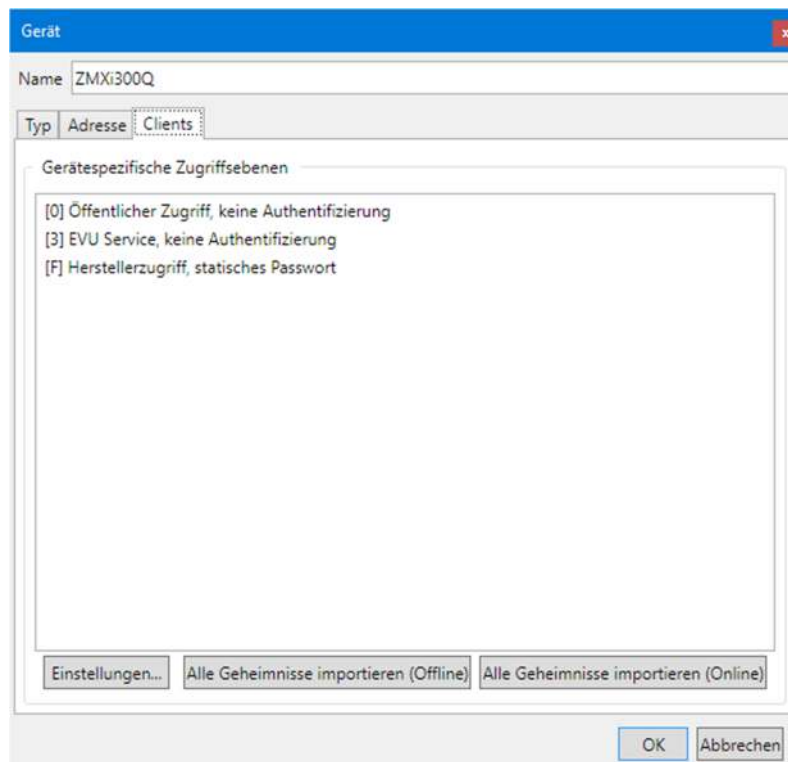 Gerät
x
Name ZMXi300Q
Typ Adresse Clients
Gerätespezifische Zugriffsebenen
[0] Öffentlicher Zugriff, keine Authentifizierung
[3] EVU Service, keine Authentifizierung
[F] Herstellerzugriff, statisches Passwort
Einstellungen... Alle Geheimnisse importieren (Offline) Alle Geheimnisse importieren (Online)
OK Abbrechen